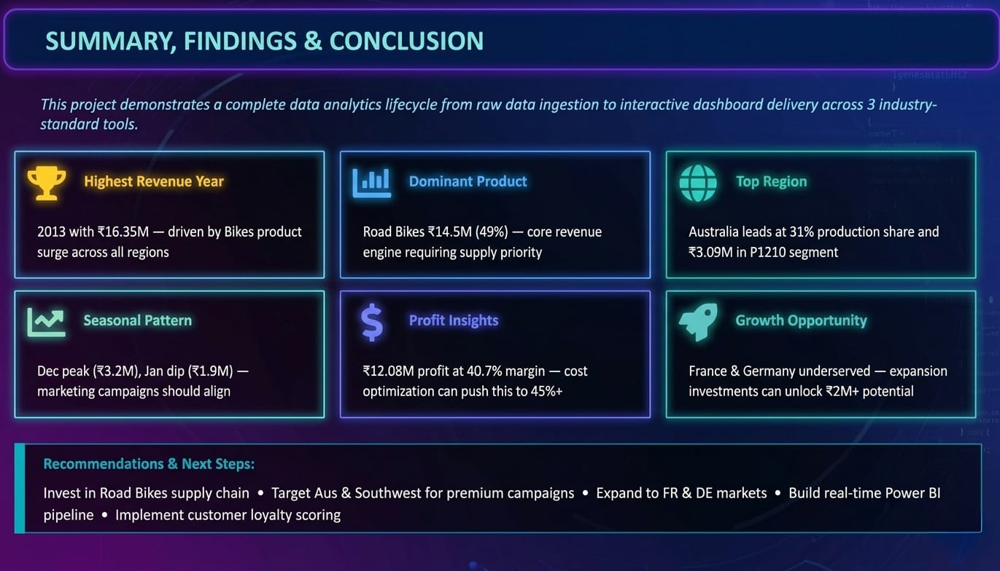 SUMMARY, FINDINGS & CONCLUSION
This project demonstrates a complete data analytics lifecycle from raw data ingestion to interactive dashboard delivery across 3 industry-
standard tools.
Highest Revenue Year
2013 with ₹16.35M — driven by Bikes product
surge across all regions
Dominant Product
Road Bikes ₹14.5M (49%) — core revenue
engine requiring supply priority
Top Region
Australia leads at 31% production share and
₹3.09M in P1210 segment
Seasonal Pattern
Dec peak (₹3.2M), Jan dip (₹1.9M) —
marketing campaigns should align
Profit Insights
₹12.08M profit at 40.7% margin — cost
optimization can push this to 45%+
Growth Opportunity
France & Germany underserved — expansion
investments can unlock ₹2M+ potential
Recommendations & Next Steps:
Invest in Road Bikes supply chain • Target Aus & Southwest for premium campaigns • Expand to FR & DE markets • Build real-time Power BI
pipeline • Implement customer loyalty scoring